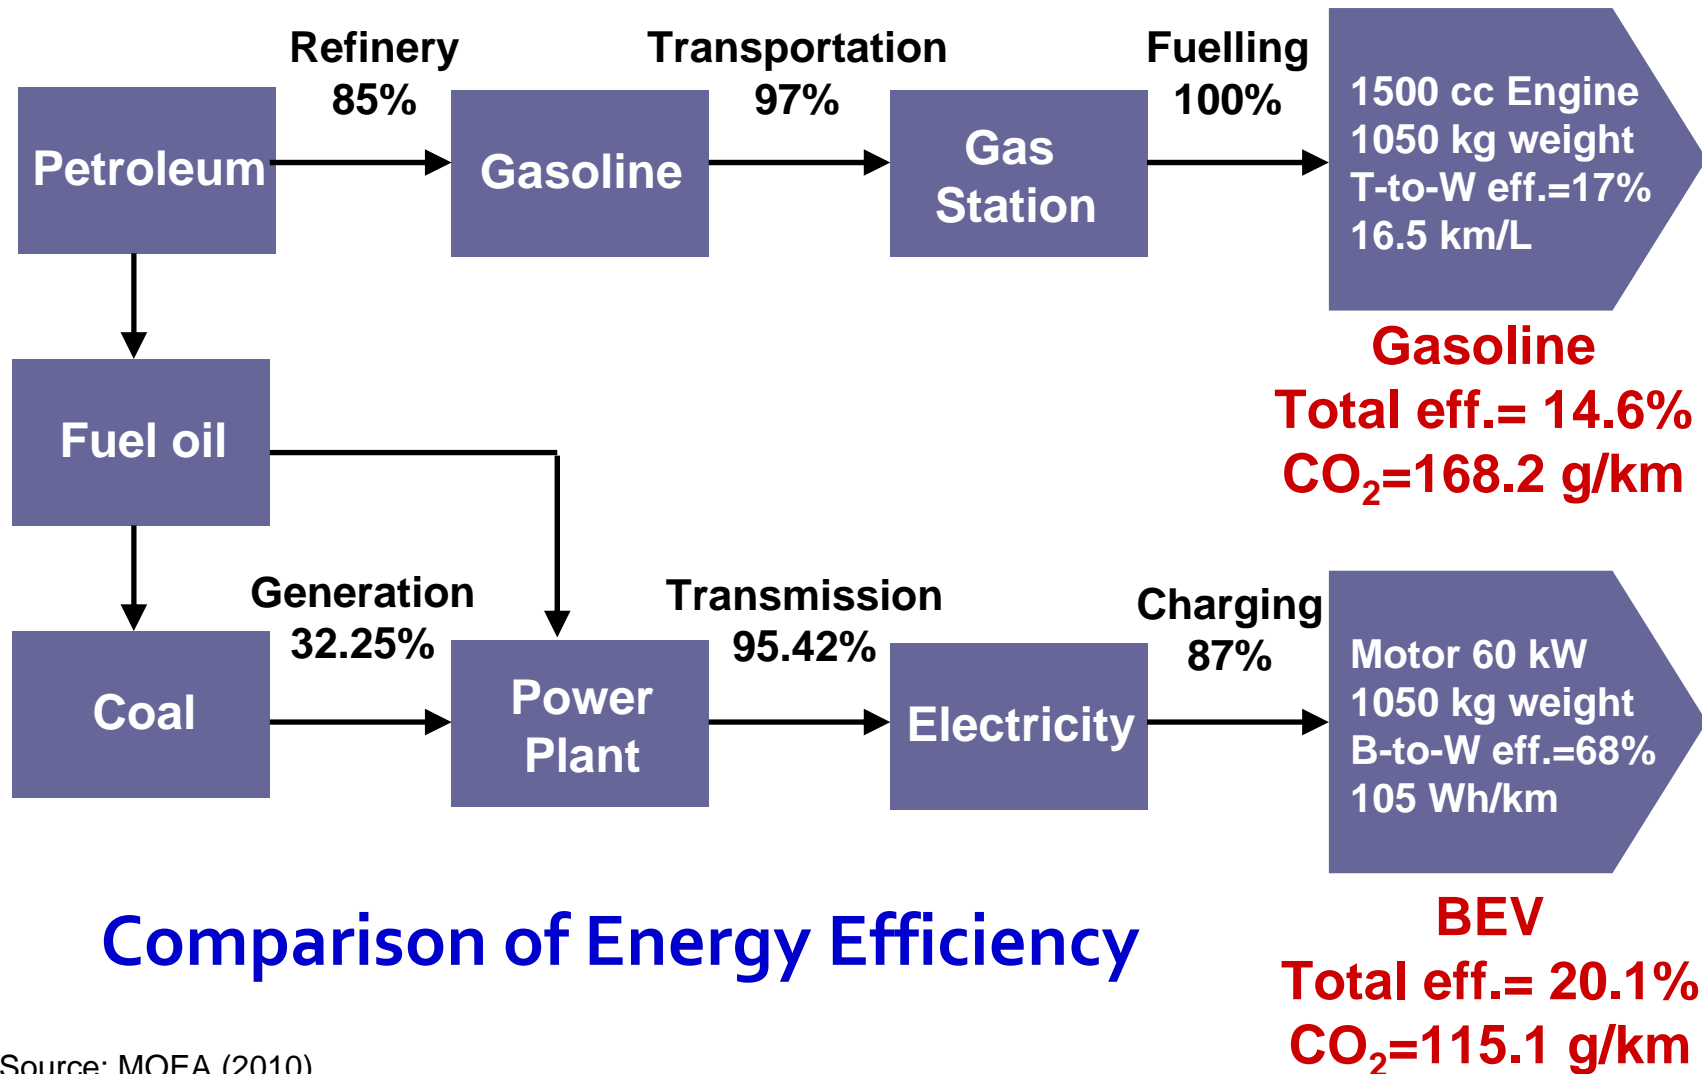 Refinery
85%
Transportation
97%
Fuelling
100%
Petroleum
Gasoline
Gas
Station
1500 cc Engine
1050 kg weight
T-to-W eff.=17%
16.5 km/L
Gasoline
Total eff.= 14.6%
CO₂=168.2 g/km
Fuel oil
Generation
32.25%
Transmission
95.42%
Charging
87%
Coal
Power
Plant
Electricity
Motor 60 kW
1050 kg weight
B-to-W eff.=68%
105 Wh/km
Comparison of Energy Efficiency
BEV
Total eff.= 20.1%
CO₂=115.1 g/km
Source: MOEA (2010)